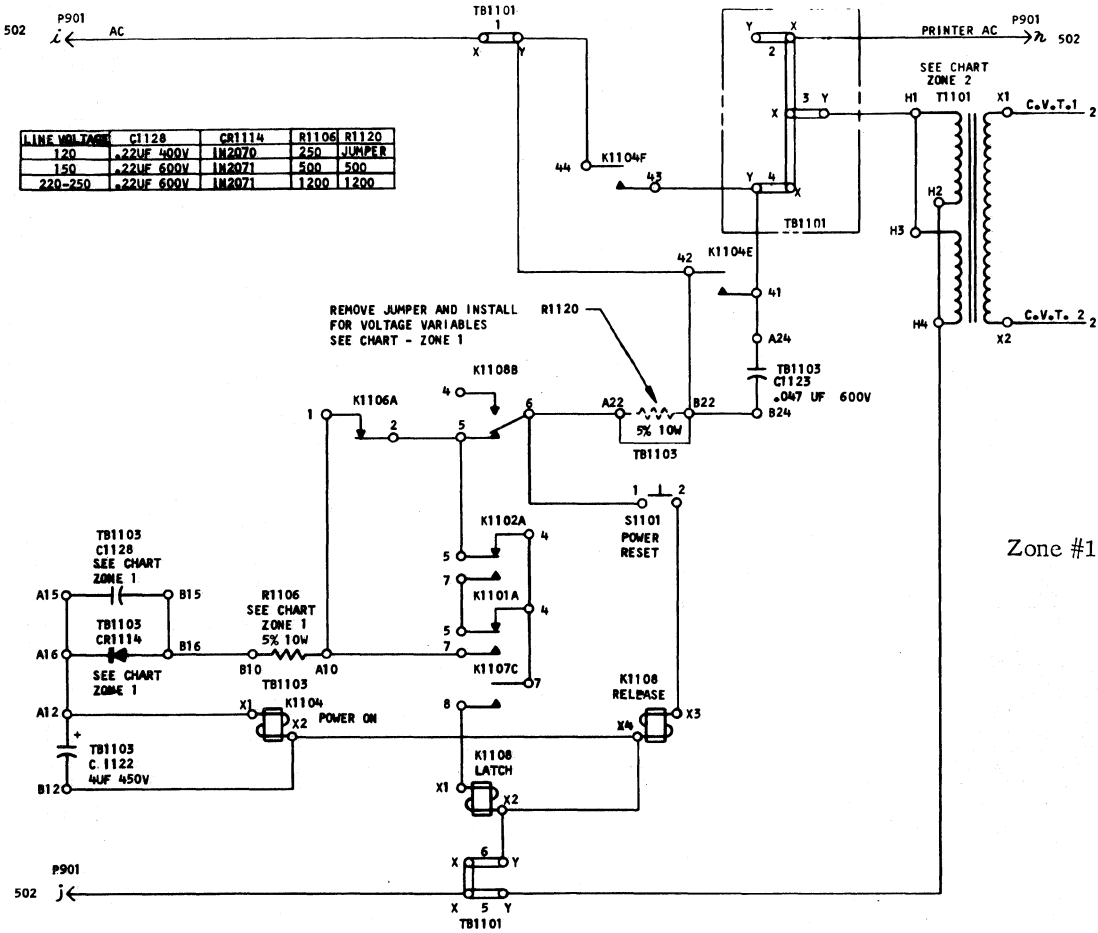 TB1101
P901
1
502 i AC
X Y
Y X
2
PRINTER AC
P901
n 502
SEE CHART
ZONE 2
T1101
H1
X1
C.V.T.1 2
X 3 Y
LINE VOLTAGE C1128 CR1114 R1106 R1120
120 .22UF 400V IN2070 250 JUMPER
150 .22UF 600V IN2071 500 500
220-250 .22UF 600V IN2071 1200 1200
44
K1104F
43
Y 4 X
TB1101
H2
H3
42
K1104E
41
REMOVE JUMPER AND INSTALL
FOR VOLTAGE VARIABLES
SEE CHART - ZONE 1
R1120
H4
C.V.T. 2 2
X2
A24
TB1103
C1123
.047 UF 600V
B24
K1108B
4
K1106A
1
2
5
6
A22
B22
5% 10W
TB1103
1 2
S1101
POWER
RESET
K1102A
4
5
7
K1101A
4
5
7
K1107C
7
8
Zone #1
TB1103
C1128
SEE CHART
ZONE 1
A15
B15
TB1103
CR1114
A16
B16
SEE CHART
ZONE 1
R1106
SEE CHART
ZONE 1
5% 10W
B10 A10
TB1103
A12
X1
K1104
POWER ON
X2
+
TB1103
C.1122
4UF 450V
B12
K1108
RELEASE
X3
X4
K1108
LATCH
X1
X2
P901
502 j
X 6 Y
X 5 Y
TB1101